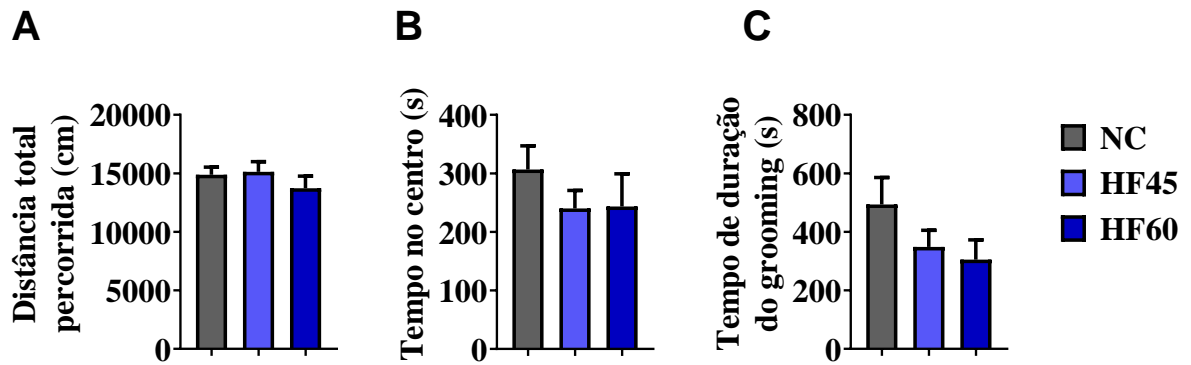 A
Distância total
percorrida (cm)
20000
15000
10000
5000
0
B
Tempo no centro (s)
400
300
200
100
0
C
Tempo de duração
do grooming (s)
800
600
400
200
0
NC
HF45
HF60